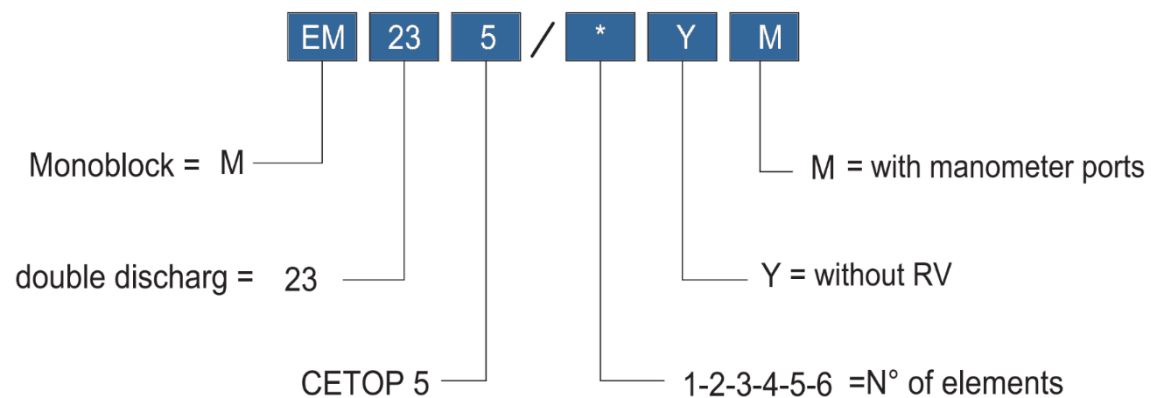 EM 23 5 / * Y M
Monoblock = M
M = with manometer ports
double discharg = 23
Y = without RV
CETOP 5
1-2-3-4-5-6 =N° of elements